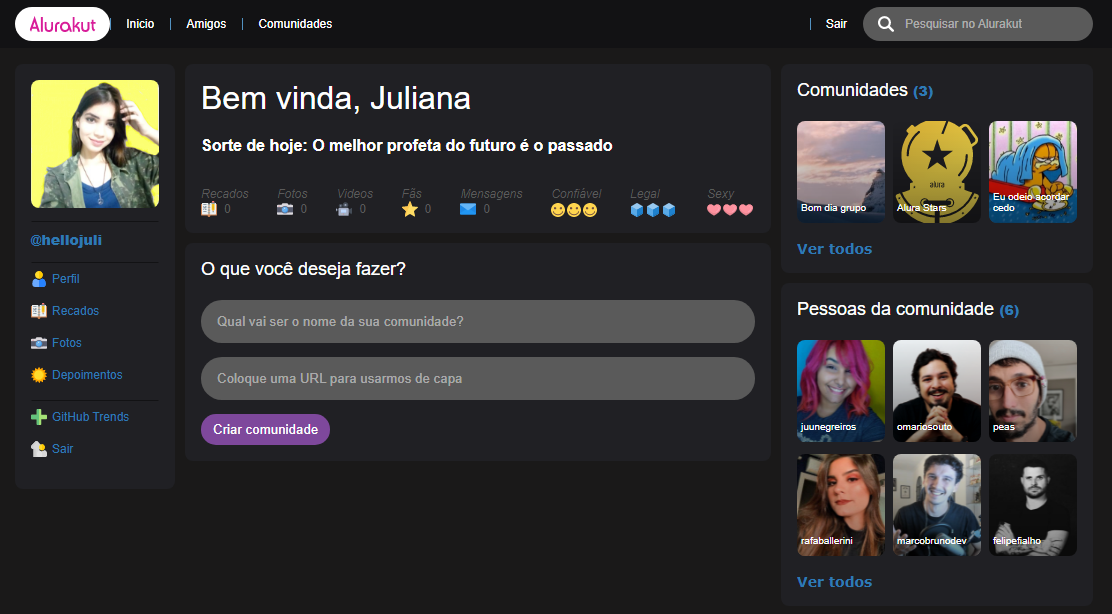 Alurakut
Inicio
Amigos
Comunidades
Sair
Pesquisar no Alurakut
@hellojuli
Perfil
Recados
Fotos
Depoimentos
GitHub Trends
Sair
Bem vinda, Juliana
Sorte de hoje: O melhor profeta do futuro é o passado
Recados Fotos Videos Fãs Mensagens Confiável Legal Sexy
0 0 0 0 0
O que você deseja fazer?
Qual vai ser o nome da sua comunidade?
Coloque uma URL para usarmos de capa
Criar comunidade
Comunidades (3)
Bom dia grupo
alura
Alura Stars
Eu odeio acordar
cedo
Ver todos
Pessoas da comunidade (6)
juunegreiros
omariosouto
peas
rafaballerini
marcobrunodev
felipefialho
Ver todos